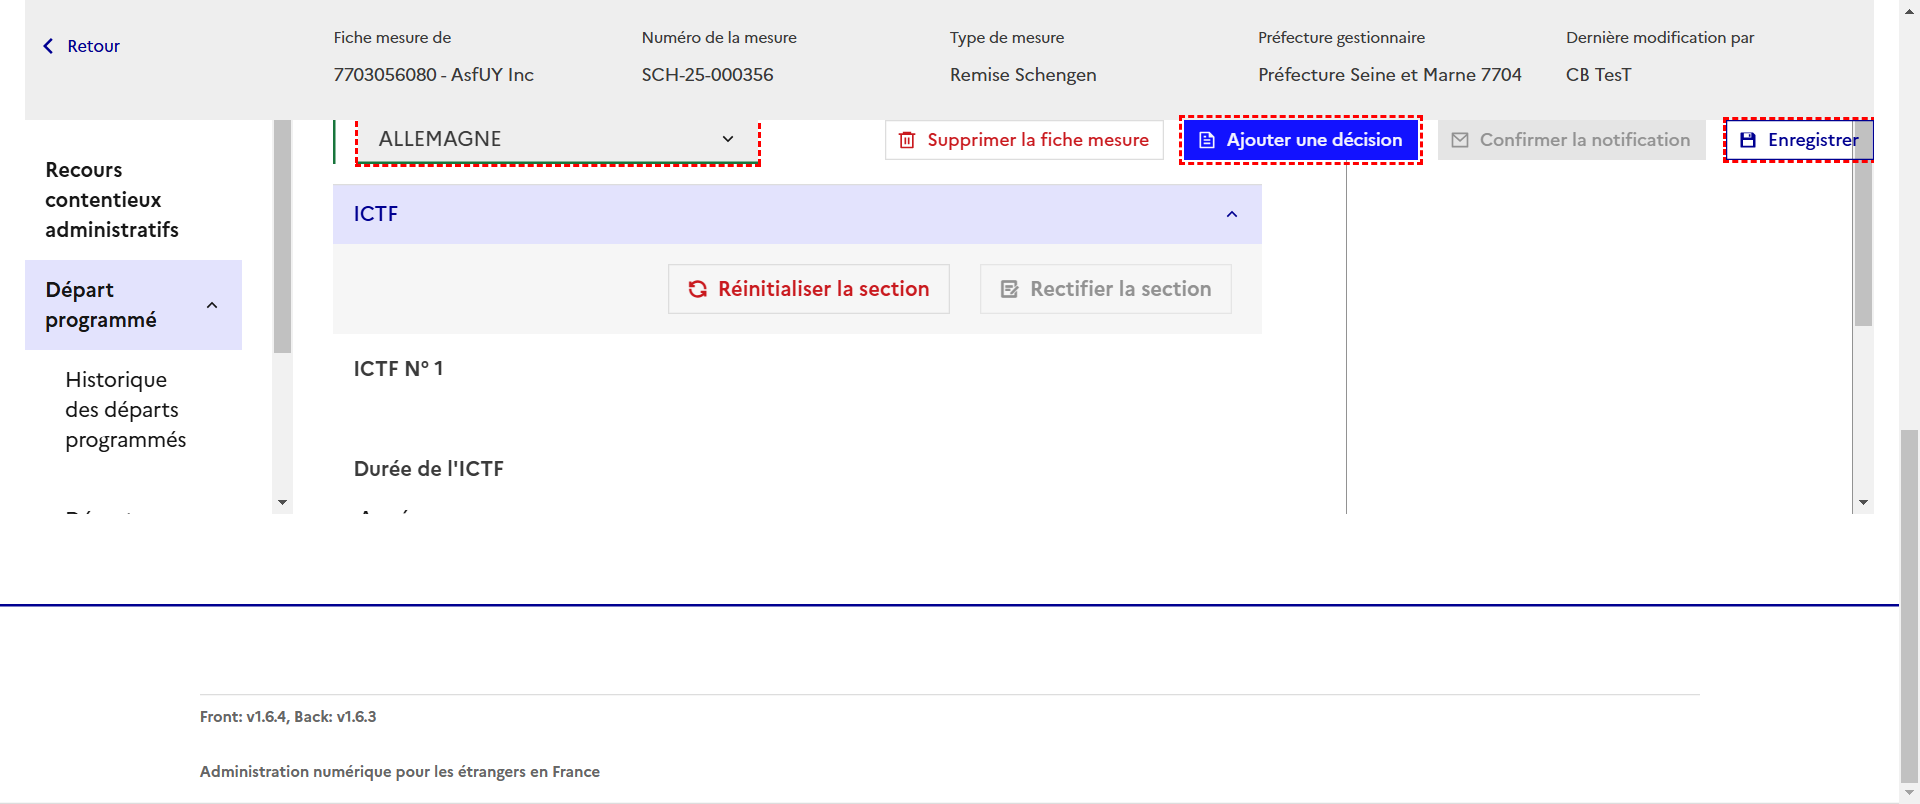 Retour
Fiche mesure de
7703056080 - AsfUY Inc
Numéro de la mesure
SCH-25-000356
Type de mesure
Remise Schengen
Préfecture gestionnaire
Préfecture Seine et Marne 7704
Dernière modification par
CB TesT
ALLEMAGNE
Supprimer la fiche mesure
Ajouter une décision
Confirmer la notification
Enregistrer
Recours
contentieux
administratifs
Départ
programmé
Historique
des départs
programmés
ICTF
Réinitialiser la section
Rectifier la section
ICTF N° 1
Durée de l'ICTF
Front: v1.6.4, Back: v1.6.3
Administration numérique pour les étrangers en France